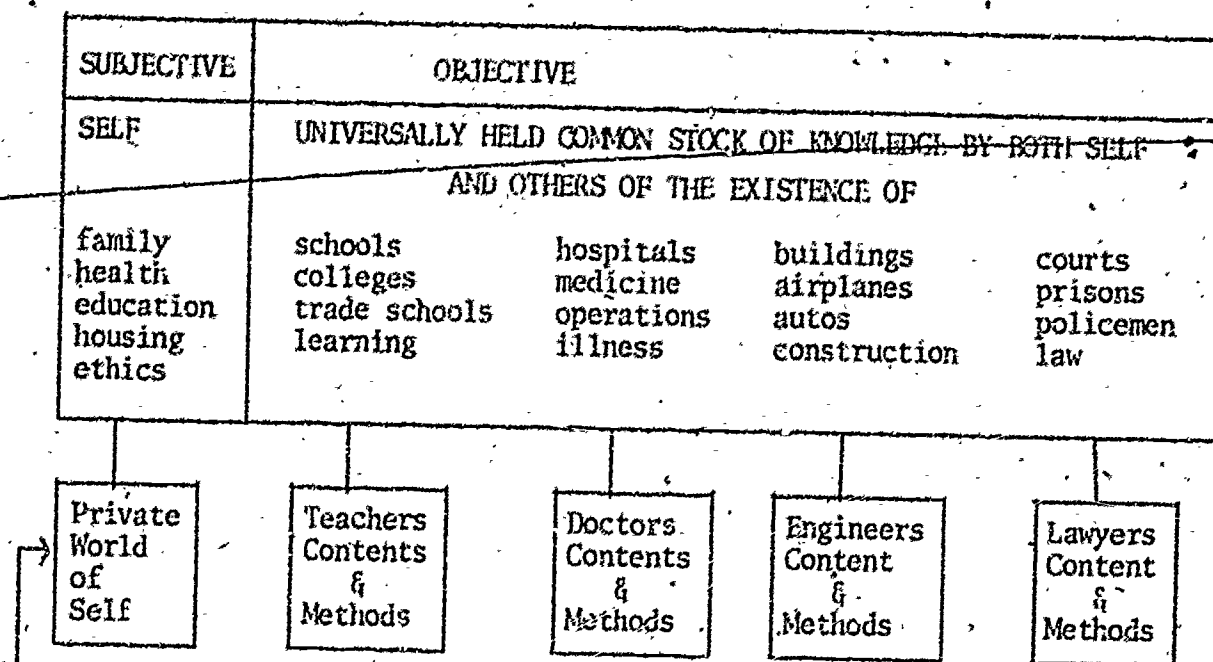 SUBJECTIVE OBJECTIVE
SELF UNIVERSALLY HELD COMMON STOCK OF KNOWLEDGE BY BOTH SELF
AND OTHERS OF THE EXISTENCE OF
family schools hospitals buildings courts
health colleges medicine airplanes prisons
education trade schools operations autos policemen
housing learning illness construction law
ethics
Private Teachers Doctors Engineers Lawyers
World Contents Contents Content Content
of & & & &
Self Methods Methods Methods Methods